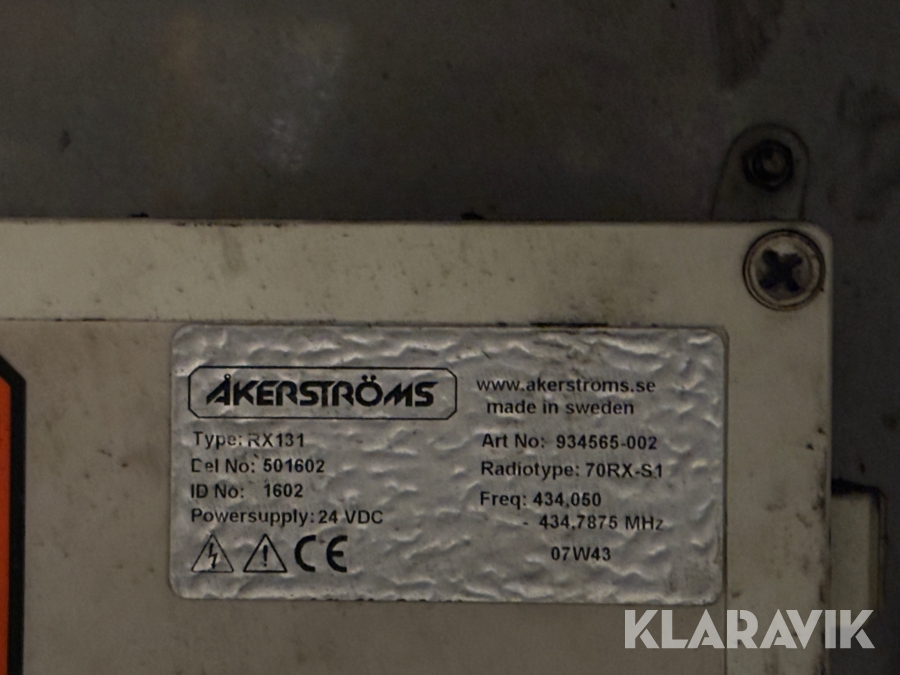 ÅKERSTRÖMS
www.akerstroms.se
made in sweden
Type: RX131
Del No: 501602
ID No: 1602
Powersupply: 24 VDC
CE
Art No: 934565-002
Radiotype: 70RX-S1
Freq: 434,050
- 434,7875 MHz
07W43
KLARAVIK